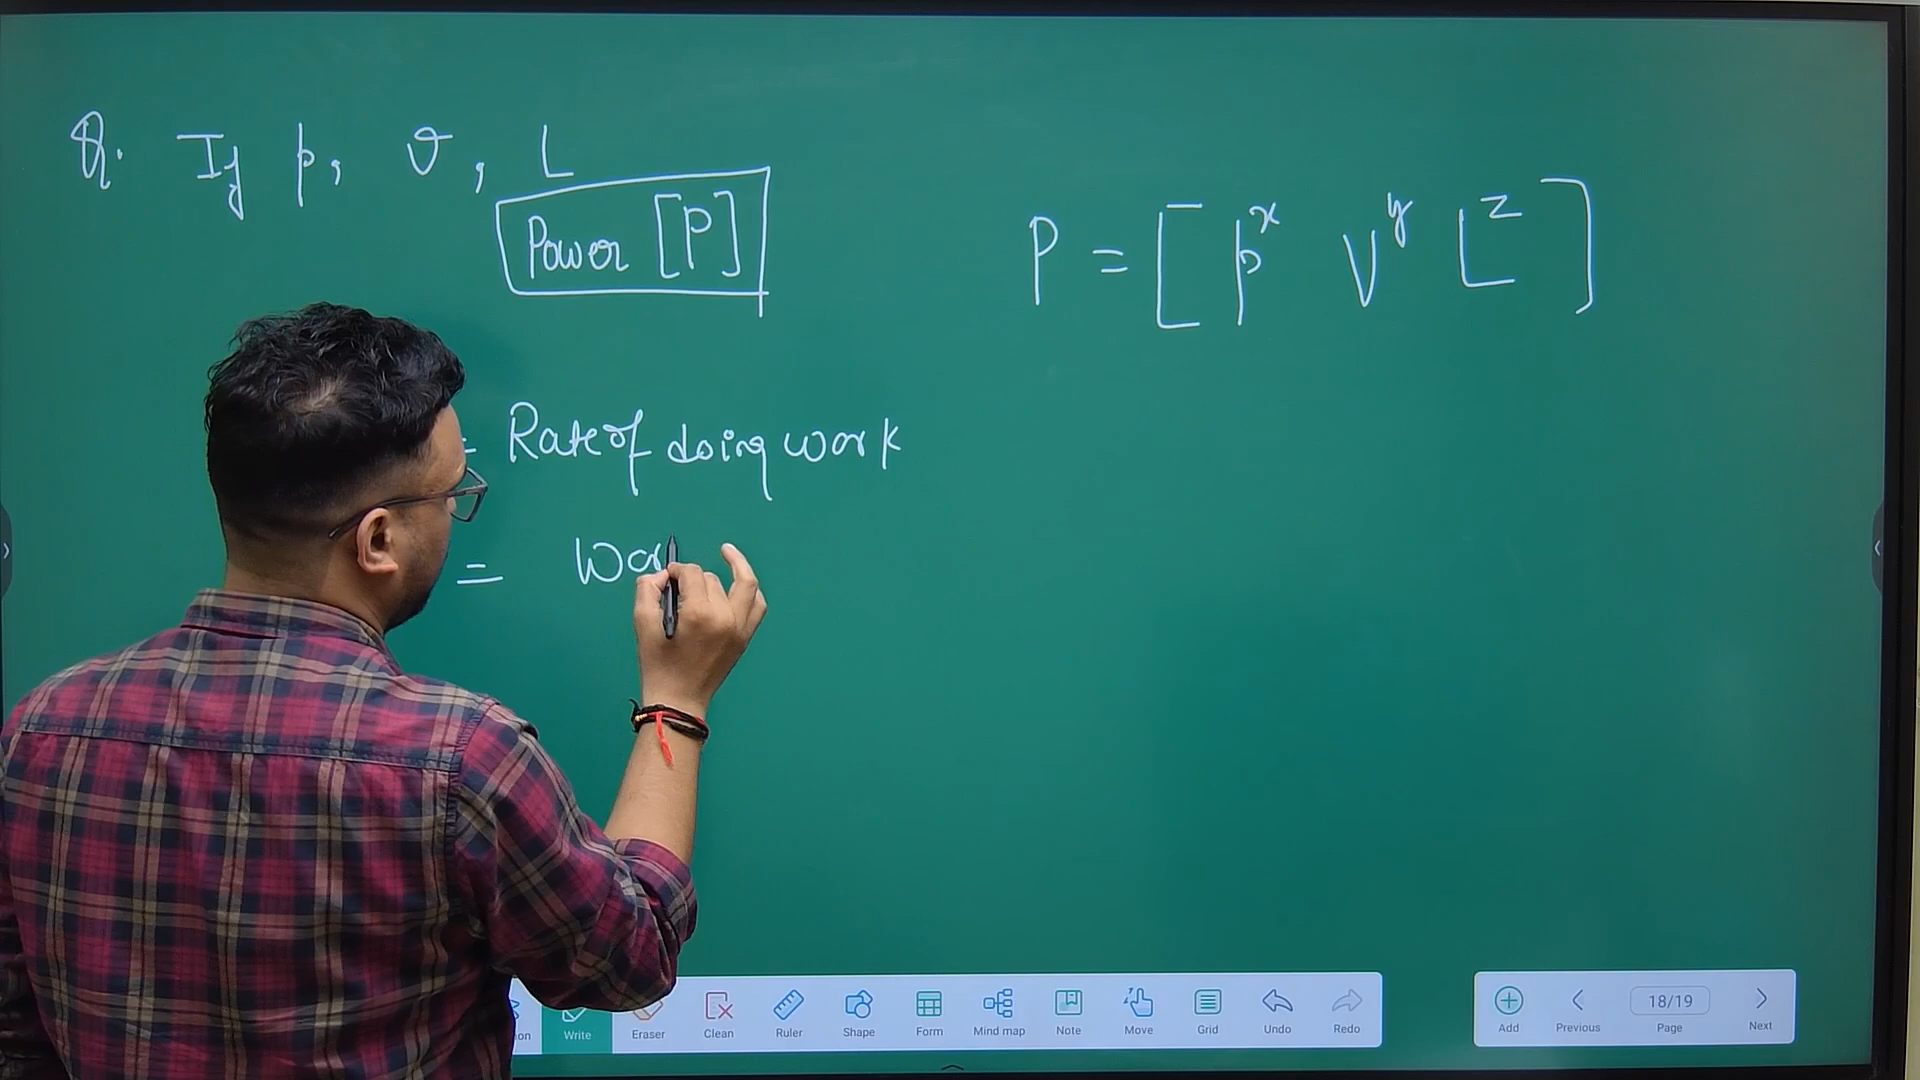 Q. If p, v, L
Power [P]
P = [ p^x V^y L^z ]
= Rate of doing work
= Wor
Write Eraser Clean Ruler Shape Form Mind map Note Move Grid Undo Redo
Add Previous 18/19 Page Next